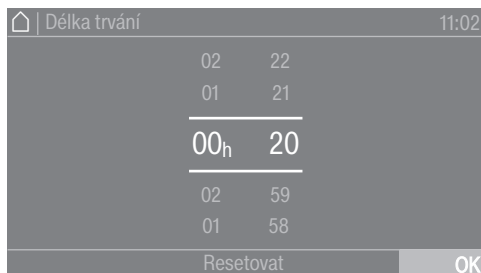 Délka trvání 11:02
02 22
01 21
00h 20
02 59
01 58
Resetovat OK